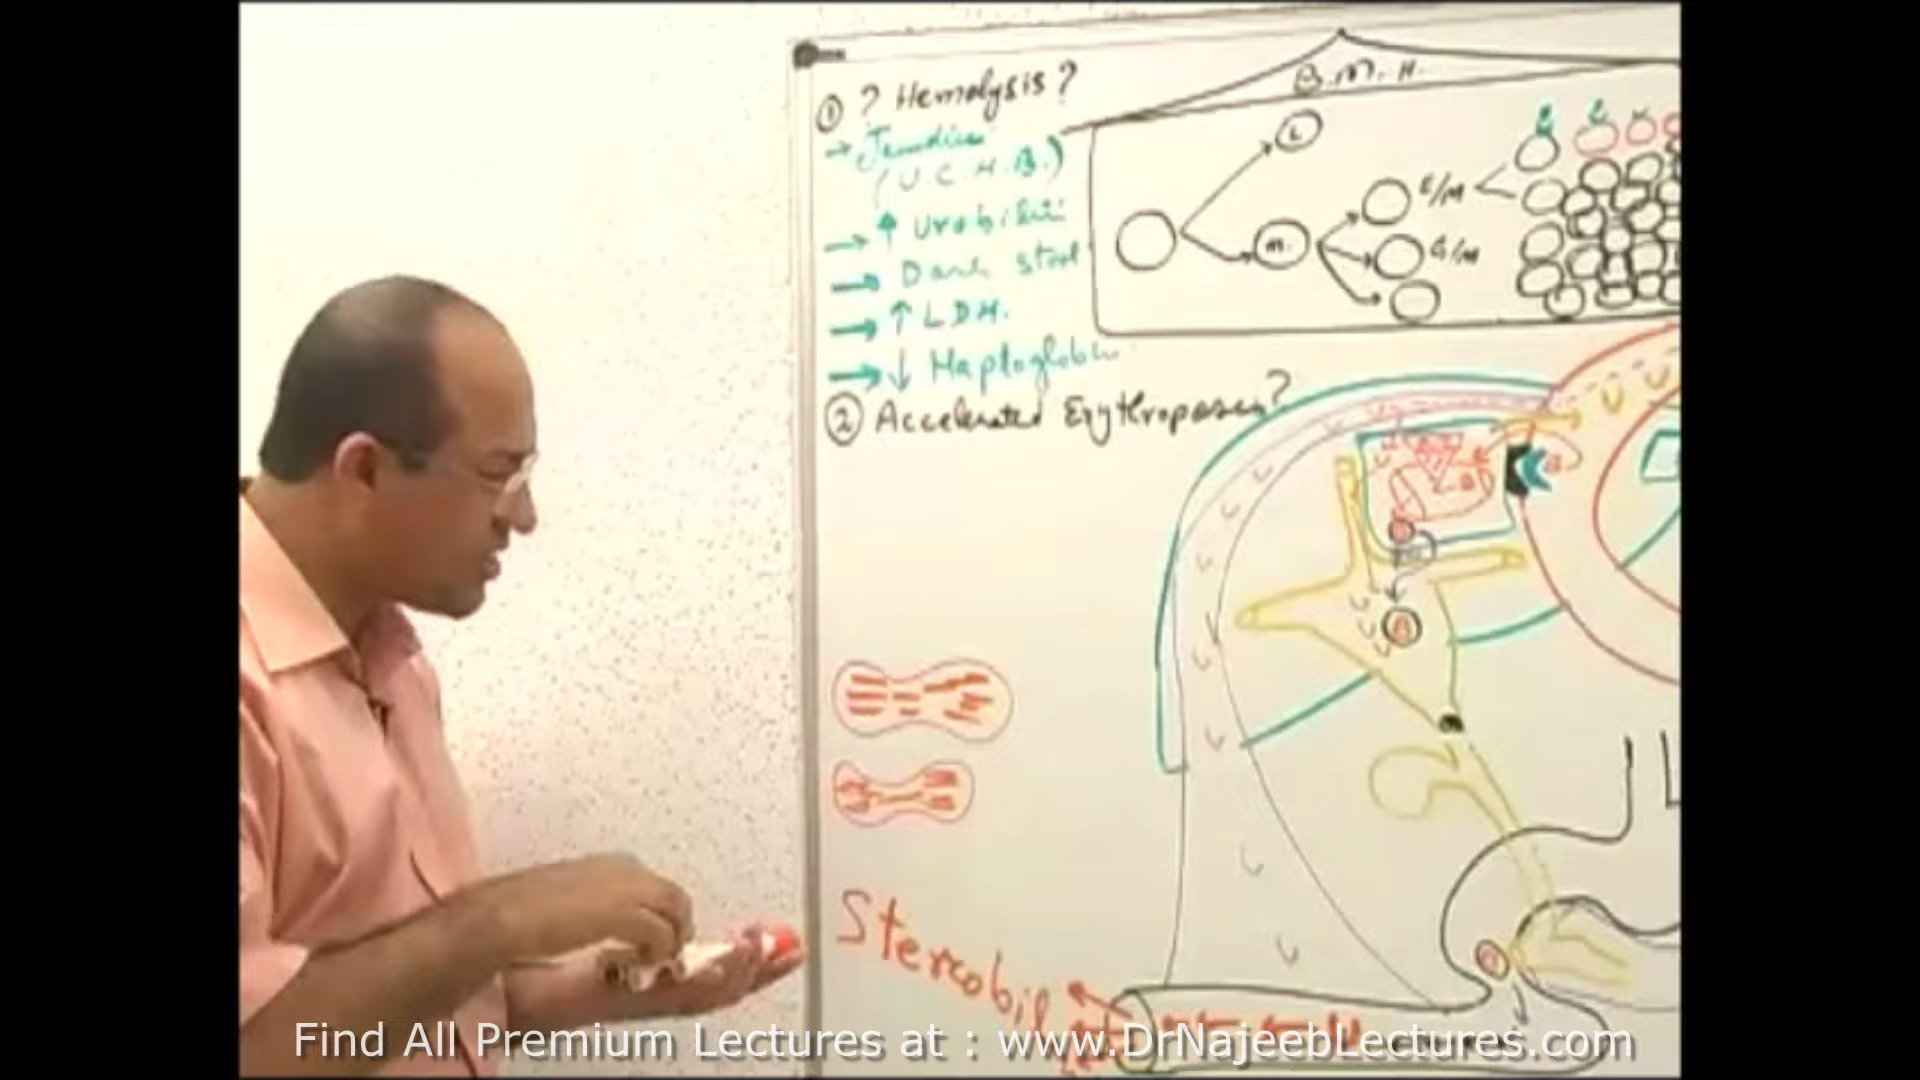 ① ? Hemolysis ?
B.M. H.
L
→ Jaundice
(U.C.H.B.)
→ ↑ Urobili
→ Dark stool
→ ↑ LDH.
→ ↓ Haptoglobin
m.
E/M
G/M
② Accelerated Erythropoesis?
Stercobil
Find All Premium Lectures at : www.DrNajeebLectures.com